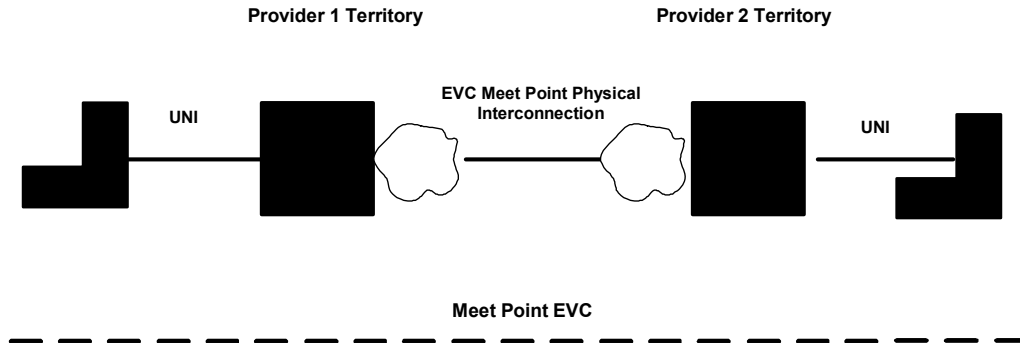 Provider 1 Territory
Provider 2 Territory
EVC Meet Point Physical
Interconnection
UNI
UNI
Meet Point EVC